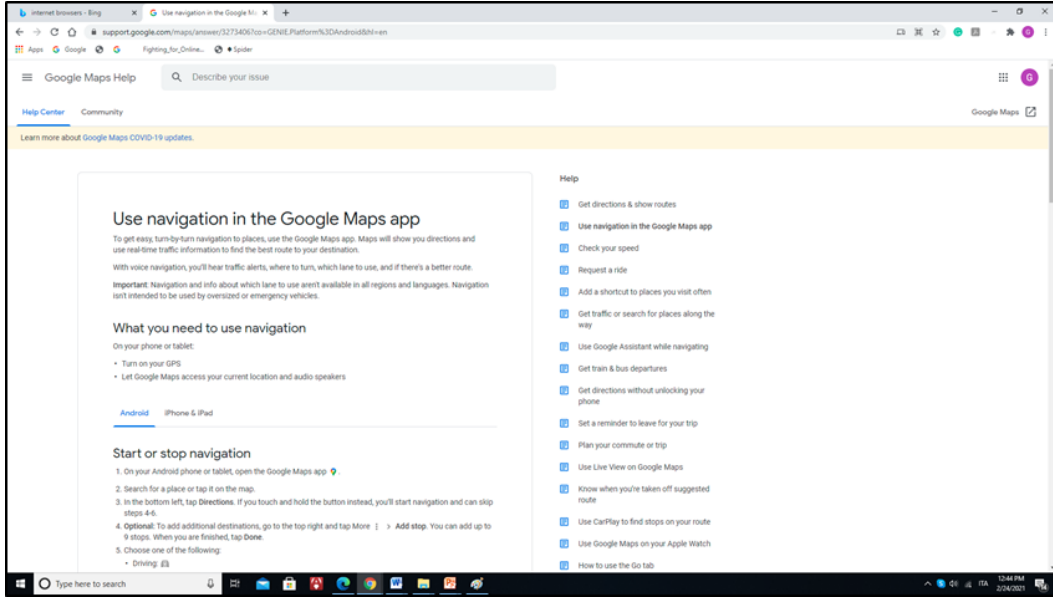 internet browsers - Bing
Use navigation in the Google Ma
support.google.com/maps/answer/3273406?co=GENIE.Platform%3DAndroid&hl=en
Apps
Google
G
Fighting_for_Online...
Spider
Google Maps Help
Describe your issue
G
Help Center
Community
Google Maps
Learn more about Google Maps COVID-19 updates.
Use navigation in the Google Maps app
To get easy, turn-by-turn navigation to places, use the Google Maps app. Maps will show you directions and
use real-time traffic information to find the best route to your destination.
With voice navigation, you'll hear traffic alerts, where to turn, which lane to use, and if there's a better route.
Important: Navigation and info about which lane to use aren't available in all regions and languages. Navigation
isn't intended to be used by oversized or emergency vehicles.
What you need to use navigation
On your phone or tablet:
• Turn on your GPS
• Let Google Maps access your current location and audio speakers
Android
iPhone & iPad
Start or stop navigation
1. On your Android phone or tablet, open the Google Maps app .
2. Search for a place or tap it on the map.
3. In the bottom left, tap Directions. If you touch and hold the button instead, you'll start navigation and can skip
steps 4-6.
4. Optional: To add additional destinations, go to the top right and tap More > Add stop. You can add up to
9 stops. When you are finished, tap Done.
5. Choose one of the following:
• Driving:
Help
Get directions & show routes
Use navigation in the Google Maps app
Check your speed
Request a ride
Add a shortcut to places you visit often
Get traffic or search for places along the
way
Use Google Assistant while navigating
Get train & bus departures
Get directions without unlocking your
phone
Set a reminder to leave for your trip
Plan your commute or trip
Use Live View on Google Maps
Know when you're taken off suggested
route
Use CarPlay to find stops on your route
Use Google Maps on your Apple Watch
How to use the Go tab
Type here to search
ITA
12:44 PM
2/24/2021